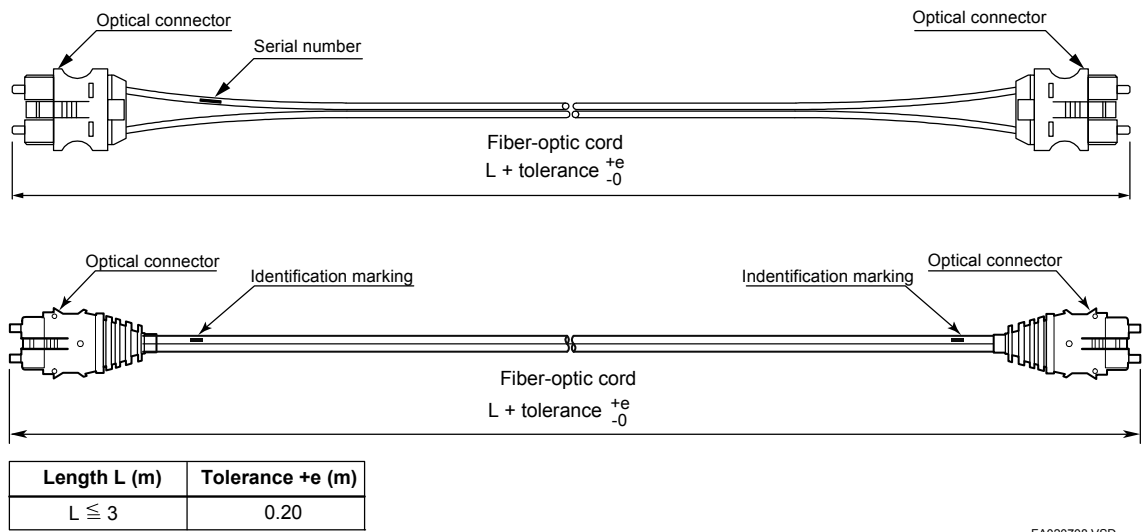 Optical connector
Optical connector
Serial number
Fiber-optic cord
L + tolerance +e -0
Optical connector
Identification marking
Indentification marking
Optical connector
Fiber-optic cord
L + tolerance +e -0
Length L (m) Tolerance +e (m)
L ≦ 3 0.20